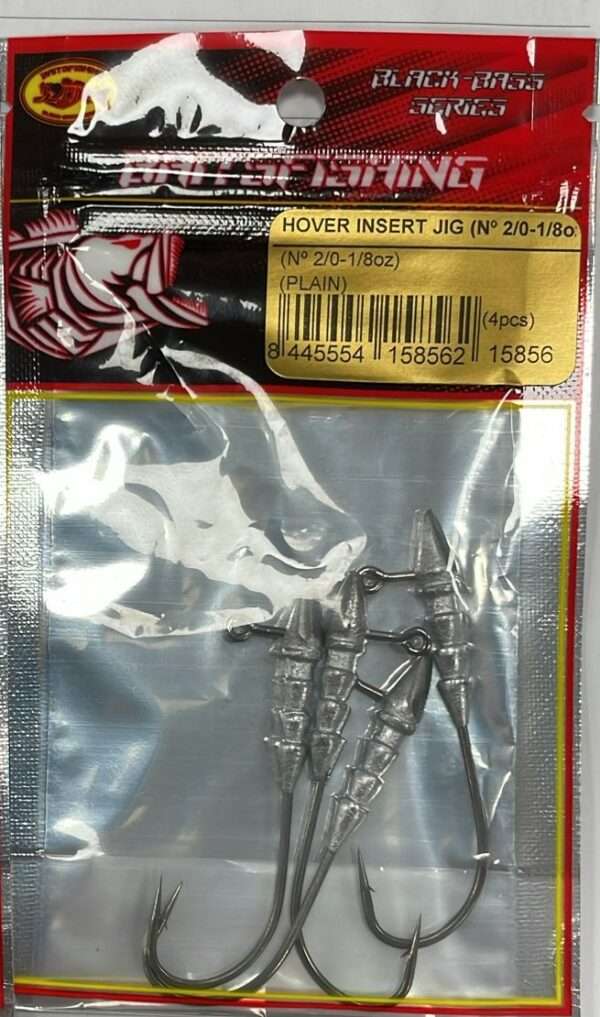 BLACK-BASS
SERIES
BAITSFISHING
HOVER INSERT JIG (Nº 2/0-1/8o
(Nº 2/0-1/8oz)
(PLAIN)
(4pcs)
8 445554 158562 15856